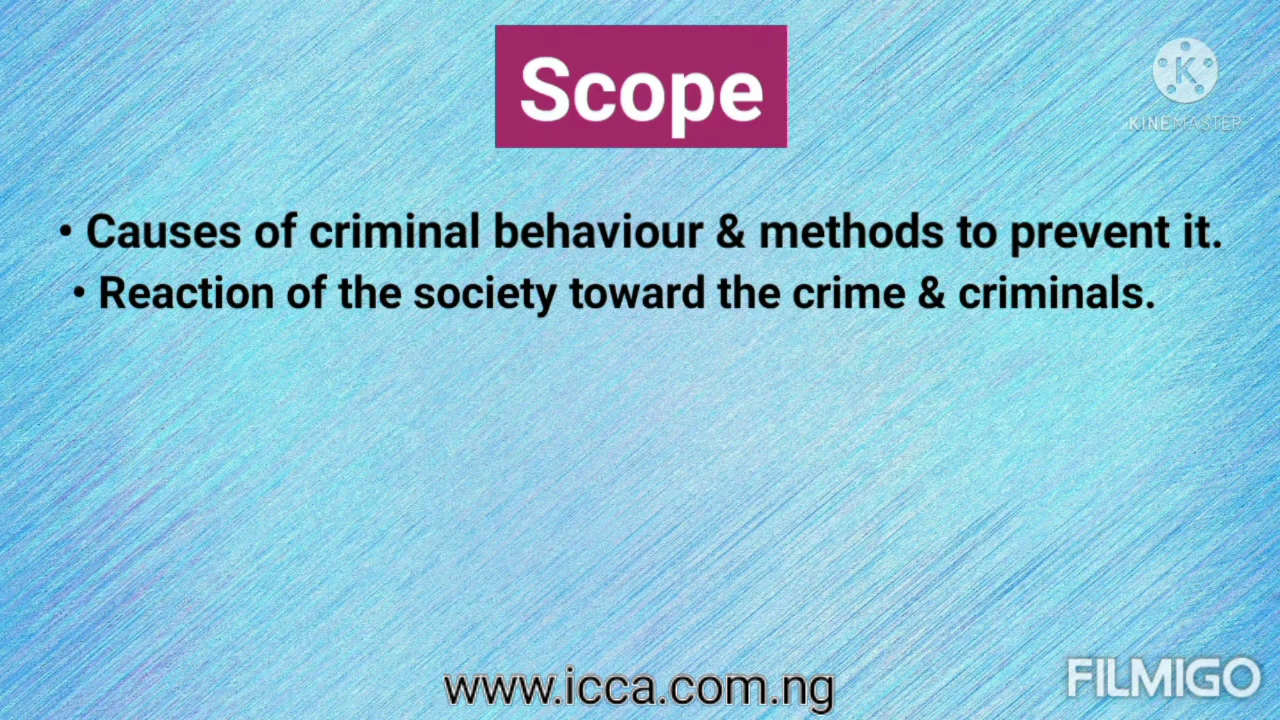 Scope
K
KINEMASTER
• Causes of criminal behaviour & methods to prevent it.
• Reaction of the society toward the crime & criminals.
www.icca.com.ng
FILMIGO